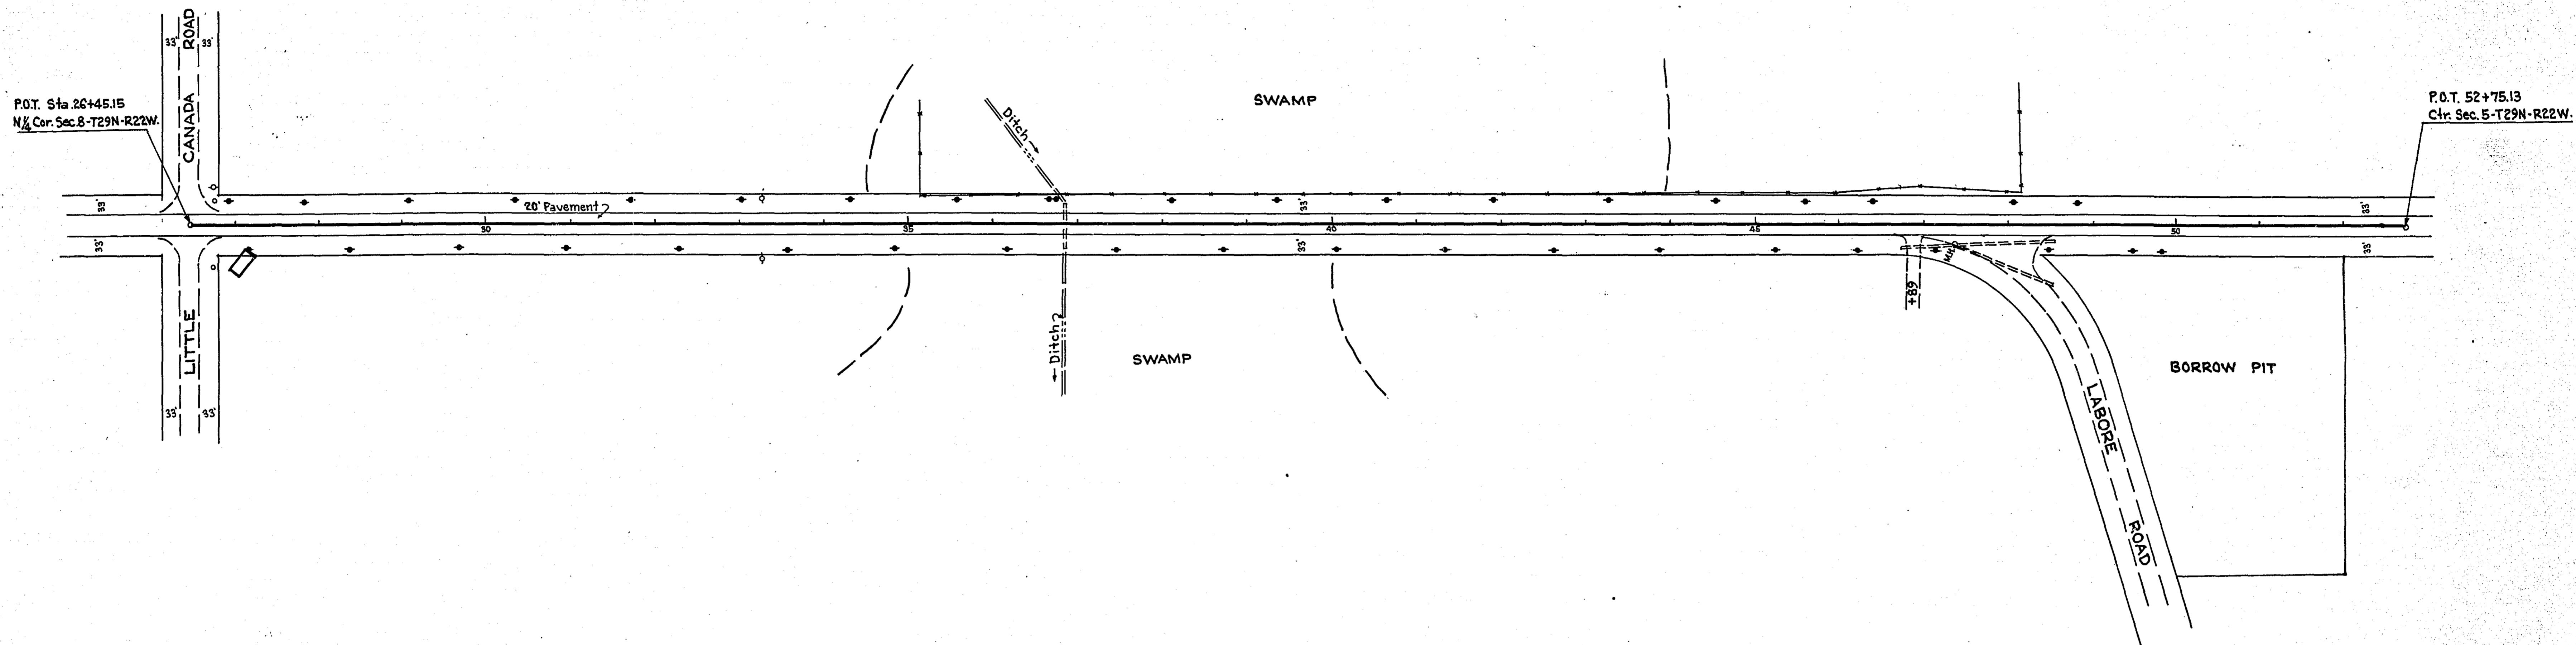 P.O.T. Sta. 26+45.15
N¼ Cor. Sec. 8-T29N-R22W.
LITTLE CANADA ROAD
33' 33'
33'
33'
33' 33'
20' Pavement
30
35
40
45
50
Ditch
Ditch
SWAMP
SWAMP
33'
33'
+89
MH
LABORE ROAD
BORROW PIT
33'
33'
P.O.T. 52+75.13
Ctr. Sec. 5-T29N-R22W.